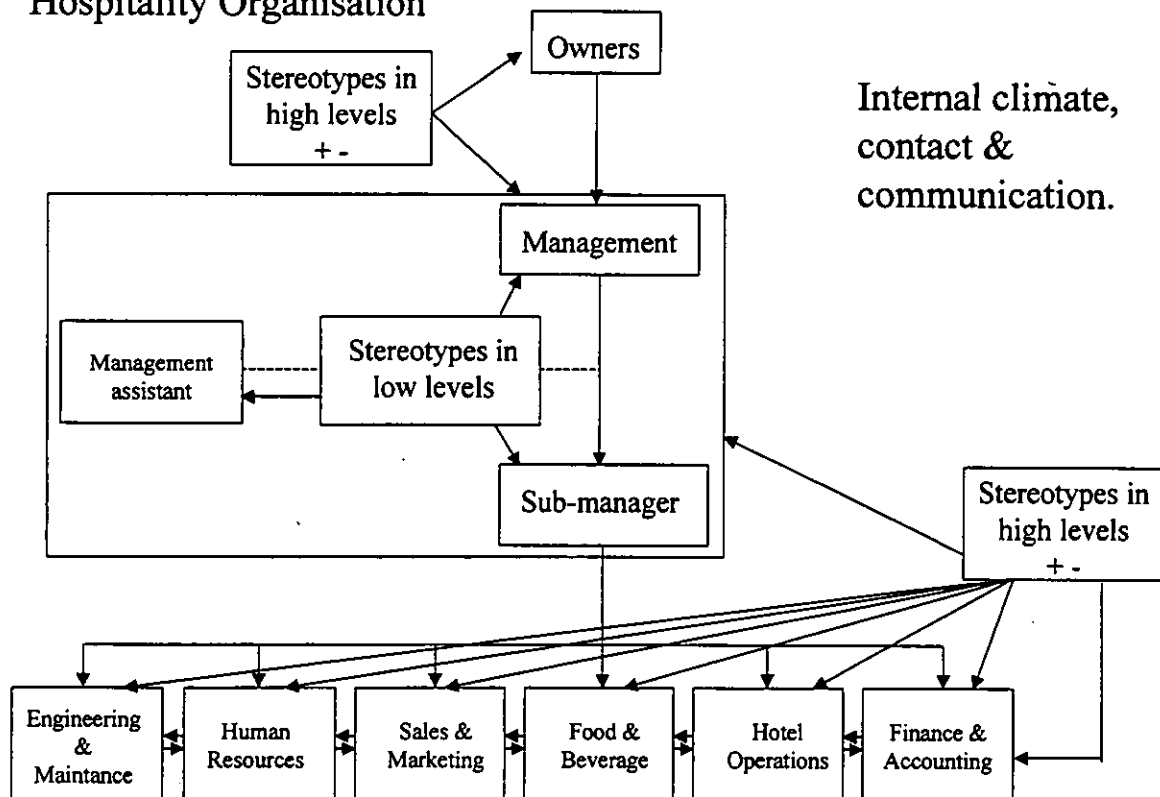 Hospitality Organisation
Owners
Stereotypes in
high levels
+ -
Internal climate,
contact &
communication.
Management
Management
assistant
Stereotypes in
low levels
Sub-manager
Stereotypes in
high levels
+ -
Engineering
&
Maintance
Human
Resources
Sales &
Marketing
Food &
Beverage
Hotel
Operations
Finance &
Accounting